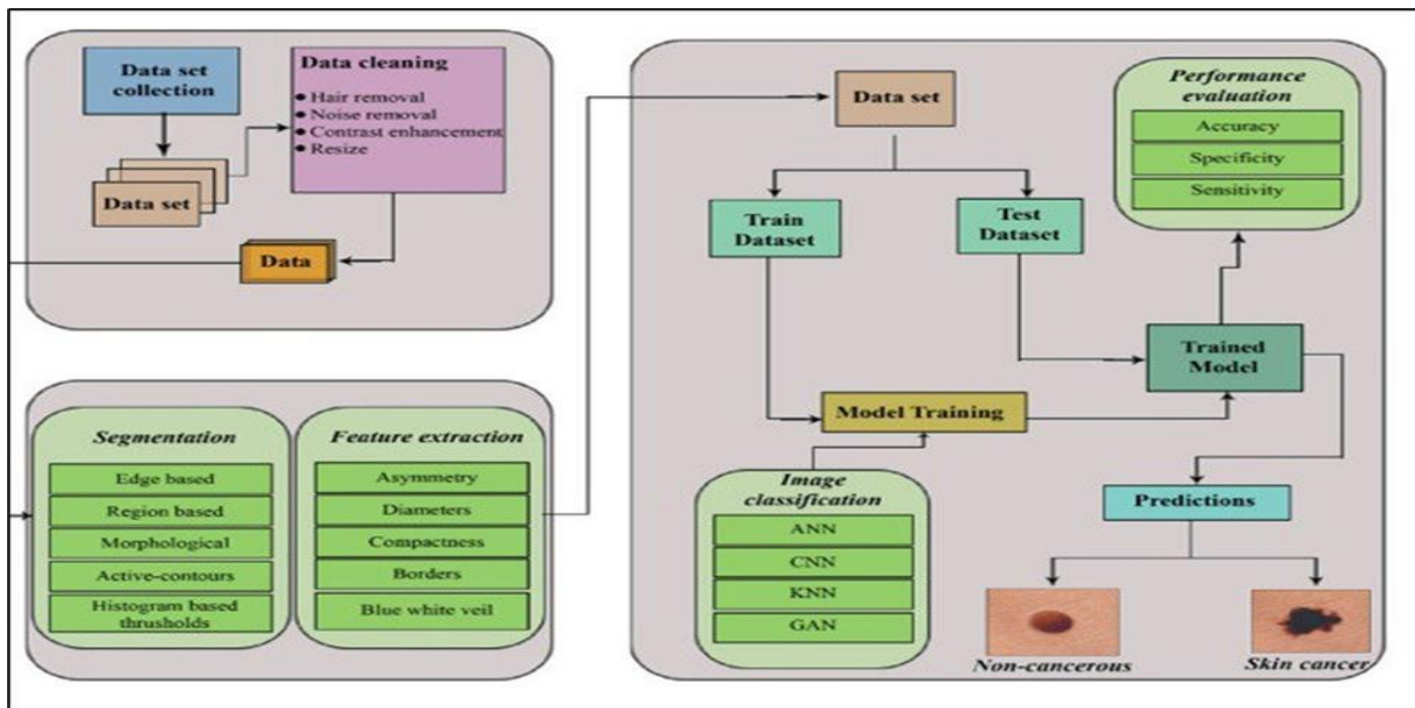 Data set
collection
Data set
Data cleaning
Hair removal
Noise removal
Contrast enhancement
Resize
Data
Segmentation
Edge based
Region based
Morphological
Active-contours
Histogram based
thrusholds
Feature extraction
Asymmetry
Diameters
Compactness
Borders
Blue white veil
Data set
Train
Dataset
Test
Dataset
Performance
evaluation
Accuracy
Specificity
Sensitivity
Trained
Model
Model Training
Image
classification
ANN
CNN
KNN
GAN
Predictions
Non-cancerous
Skin cancer